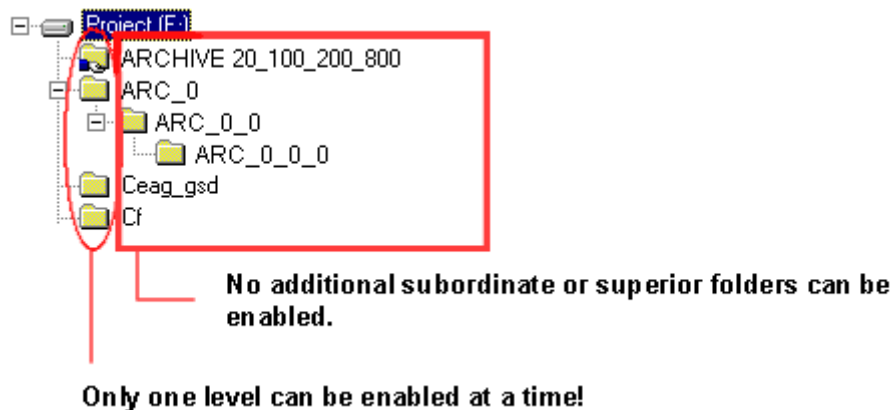 Project (F:)
ARCHIVE 20_100_200_800
ARC_0
ARC_0_0
ARC_0_0_0
Ceag_gsd
Cf
No additional subordinate or superior folders can be
enabled.
Only one level can be enabled at a time!